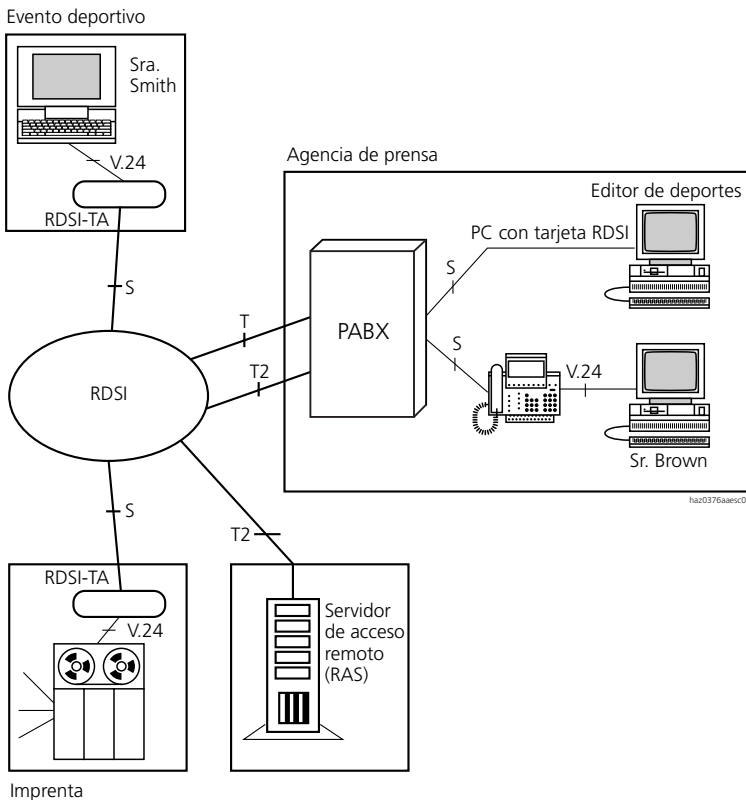 Evento deportivo
Sra.
Smith
V.24
RDSI-TA
S
Agencia de prensa
Editor de deportes
PC con tarjeta RDSI
S
PABX
T
T2
S
V.24
Sr. Brown
RDSI
haz0376aaesc0
S
T2
RDSI-TA
V.24
Servidor
de acceso
remoto
(RAS)
Imprenta